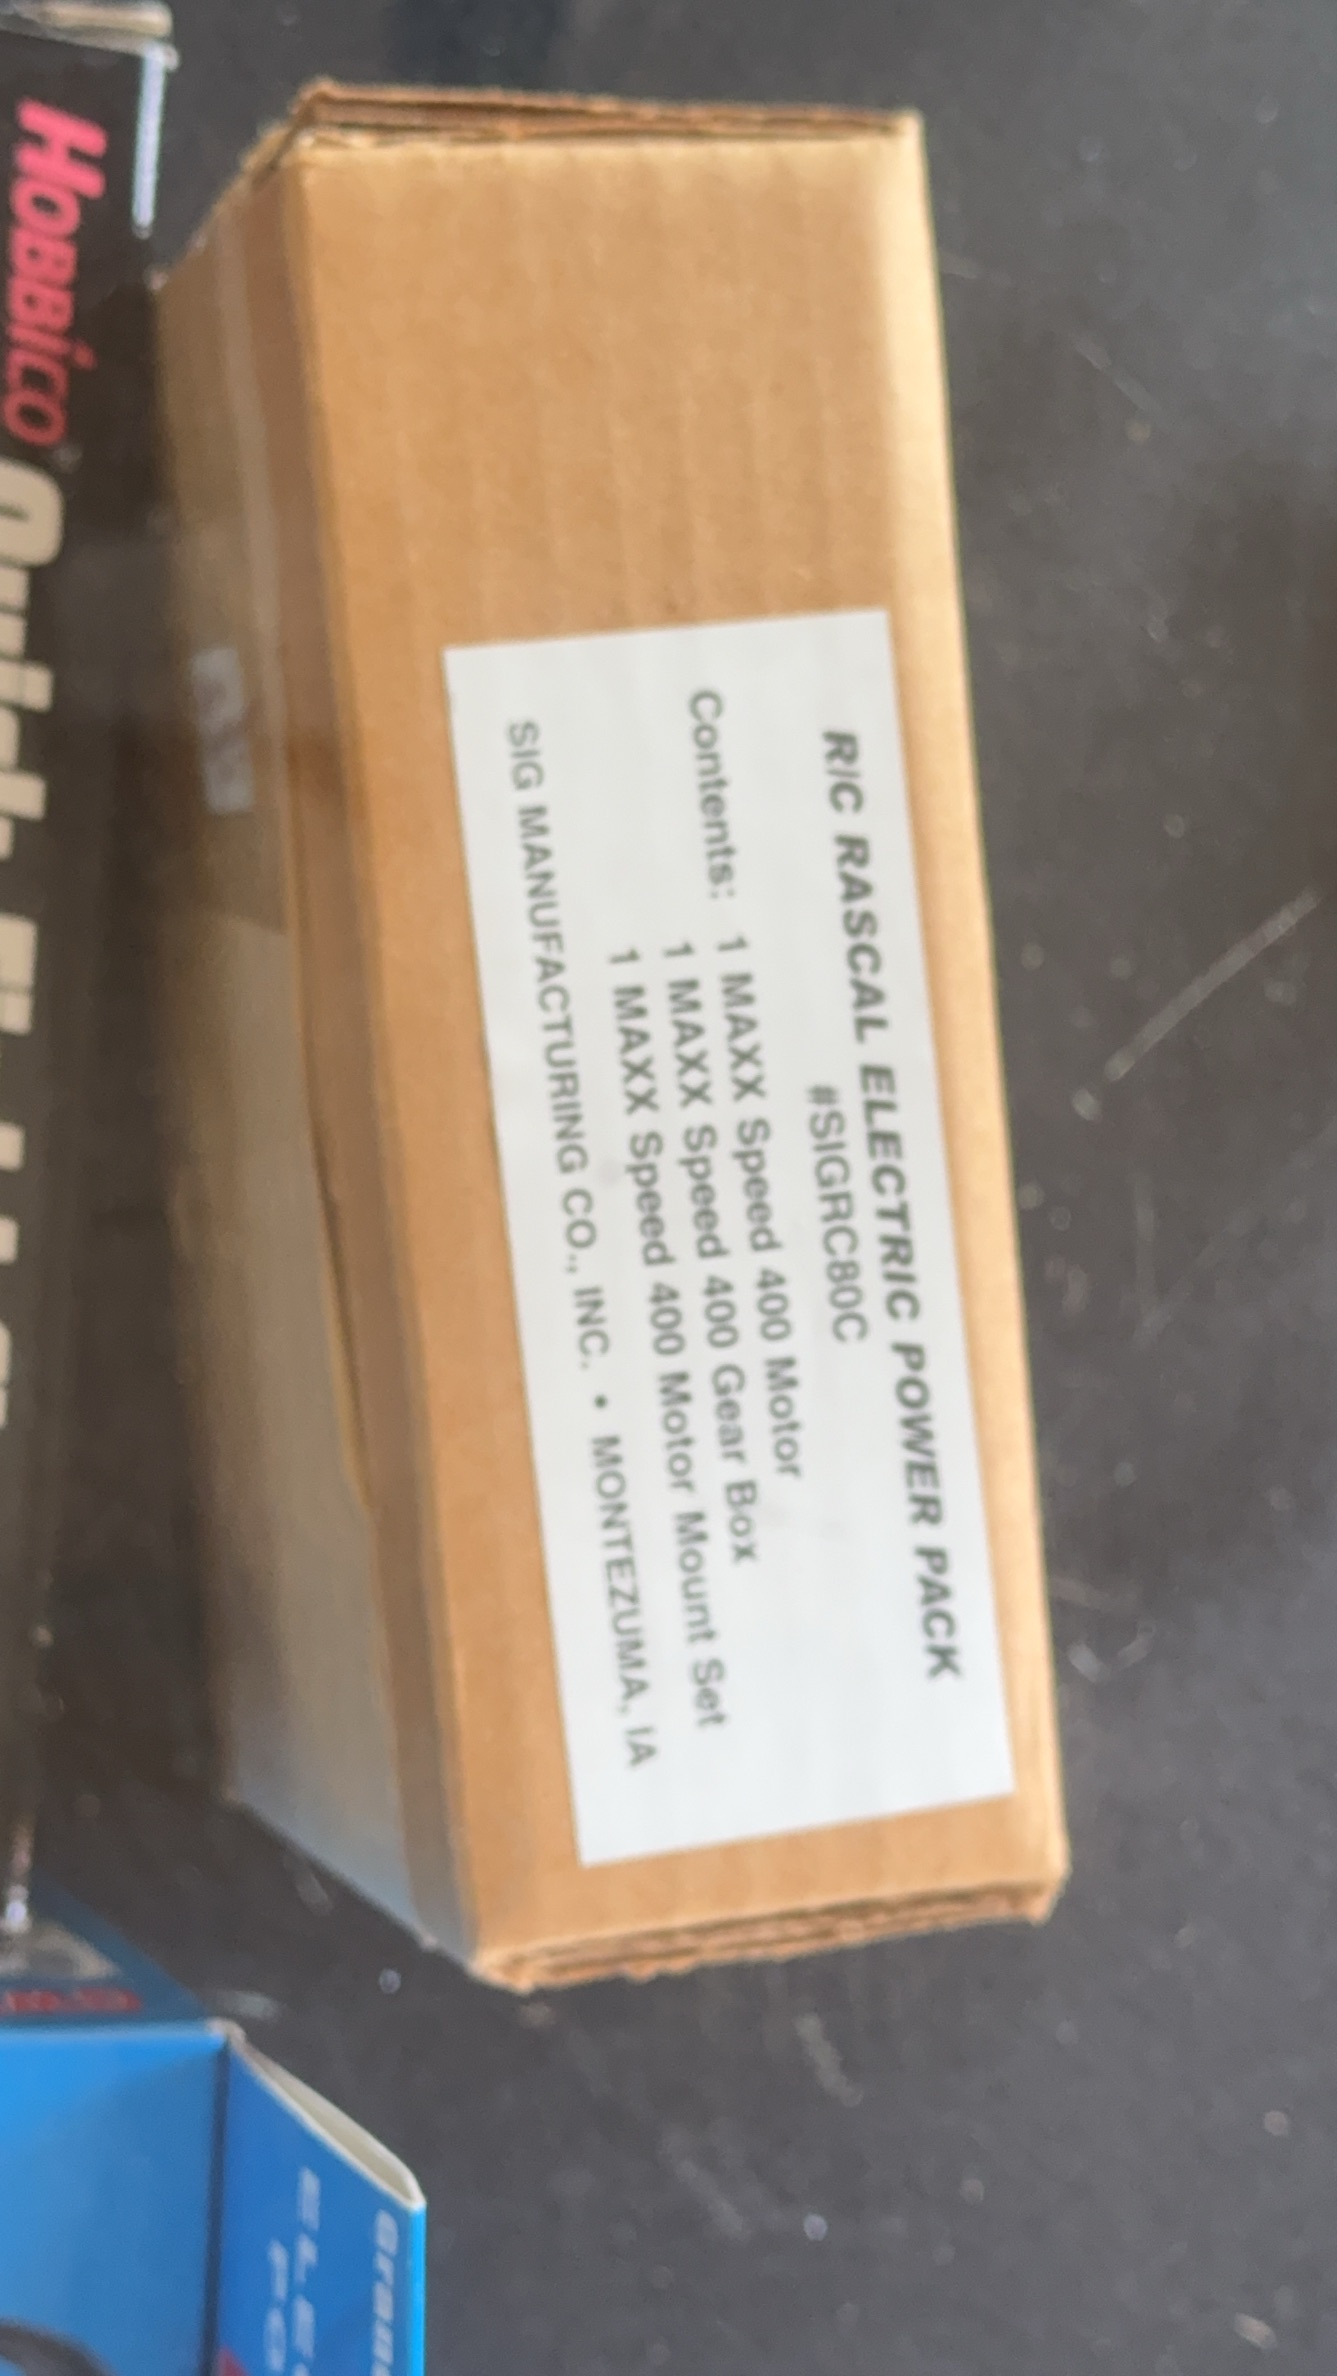 RIC RASCAL ELECTRIC POWER PACK
#SIGRC80C
Contents: 1 MAXX Speed 400 Motor
1 MAXX Speed 400 Gear Box
1 MAXX Speed 400 Motor Mount Set
SIG MANUFACTURING CO., INC. • MONTEZUMA, IA
HOBBICO